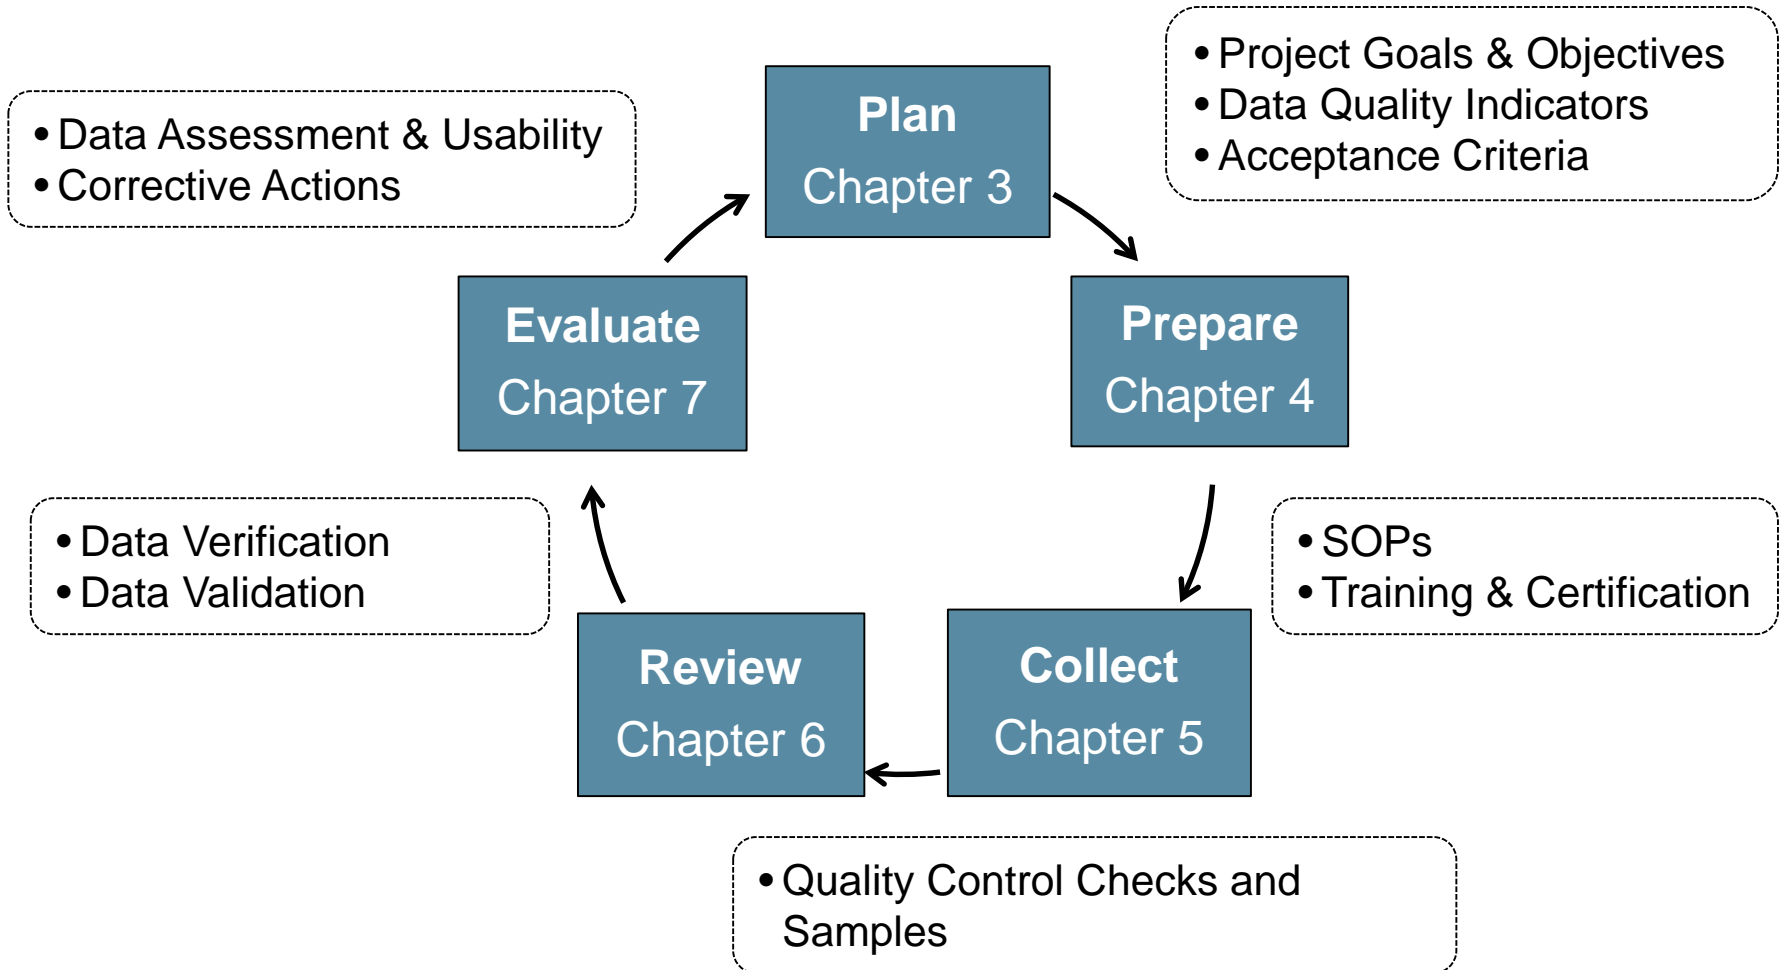 Plan
Chapter 3
• Project Goals & Objectives
• Data Quality Indicators
• Acceptance Criteria
Prepare
Chapter 4
• SOPs
• Training & Certification
Collect
Chapter 5
• Quality Control Checks and
Samples
Review
Chapter 6
• Data Verification
• Data Validation
Evaluate
Chapter 7
• Data Assessment & Usability
• Corrective Actions